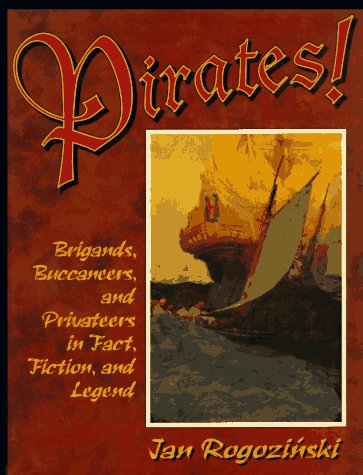 Pirates!
Brigands,
Buccaneers,
and
Privateers
in Fact,
Fiction, and
Legend
Jan Rogoziński